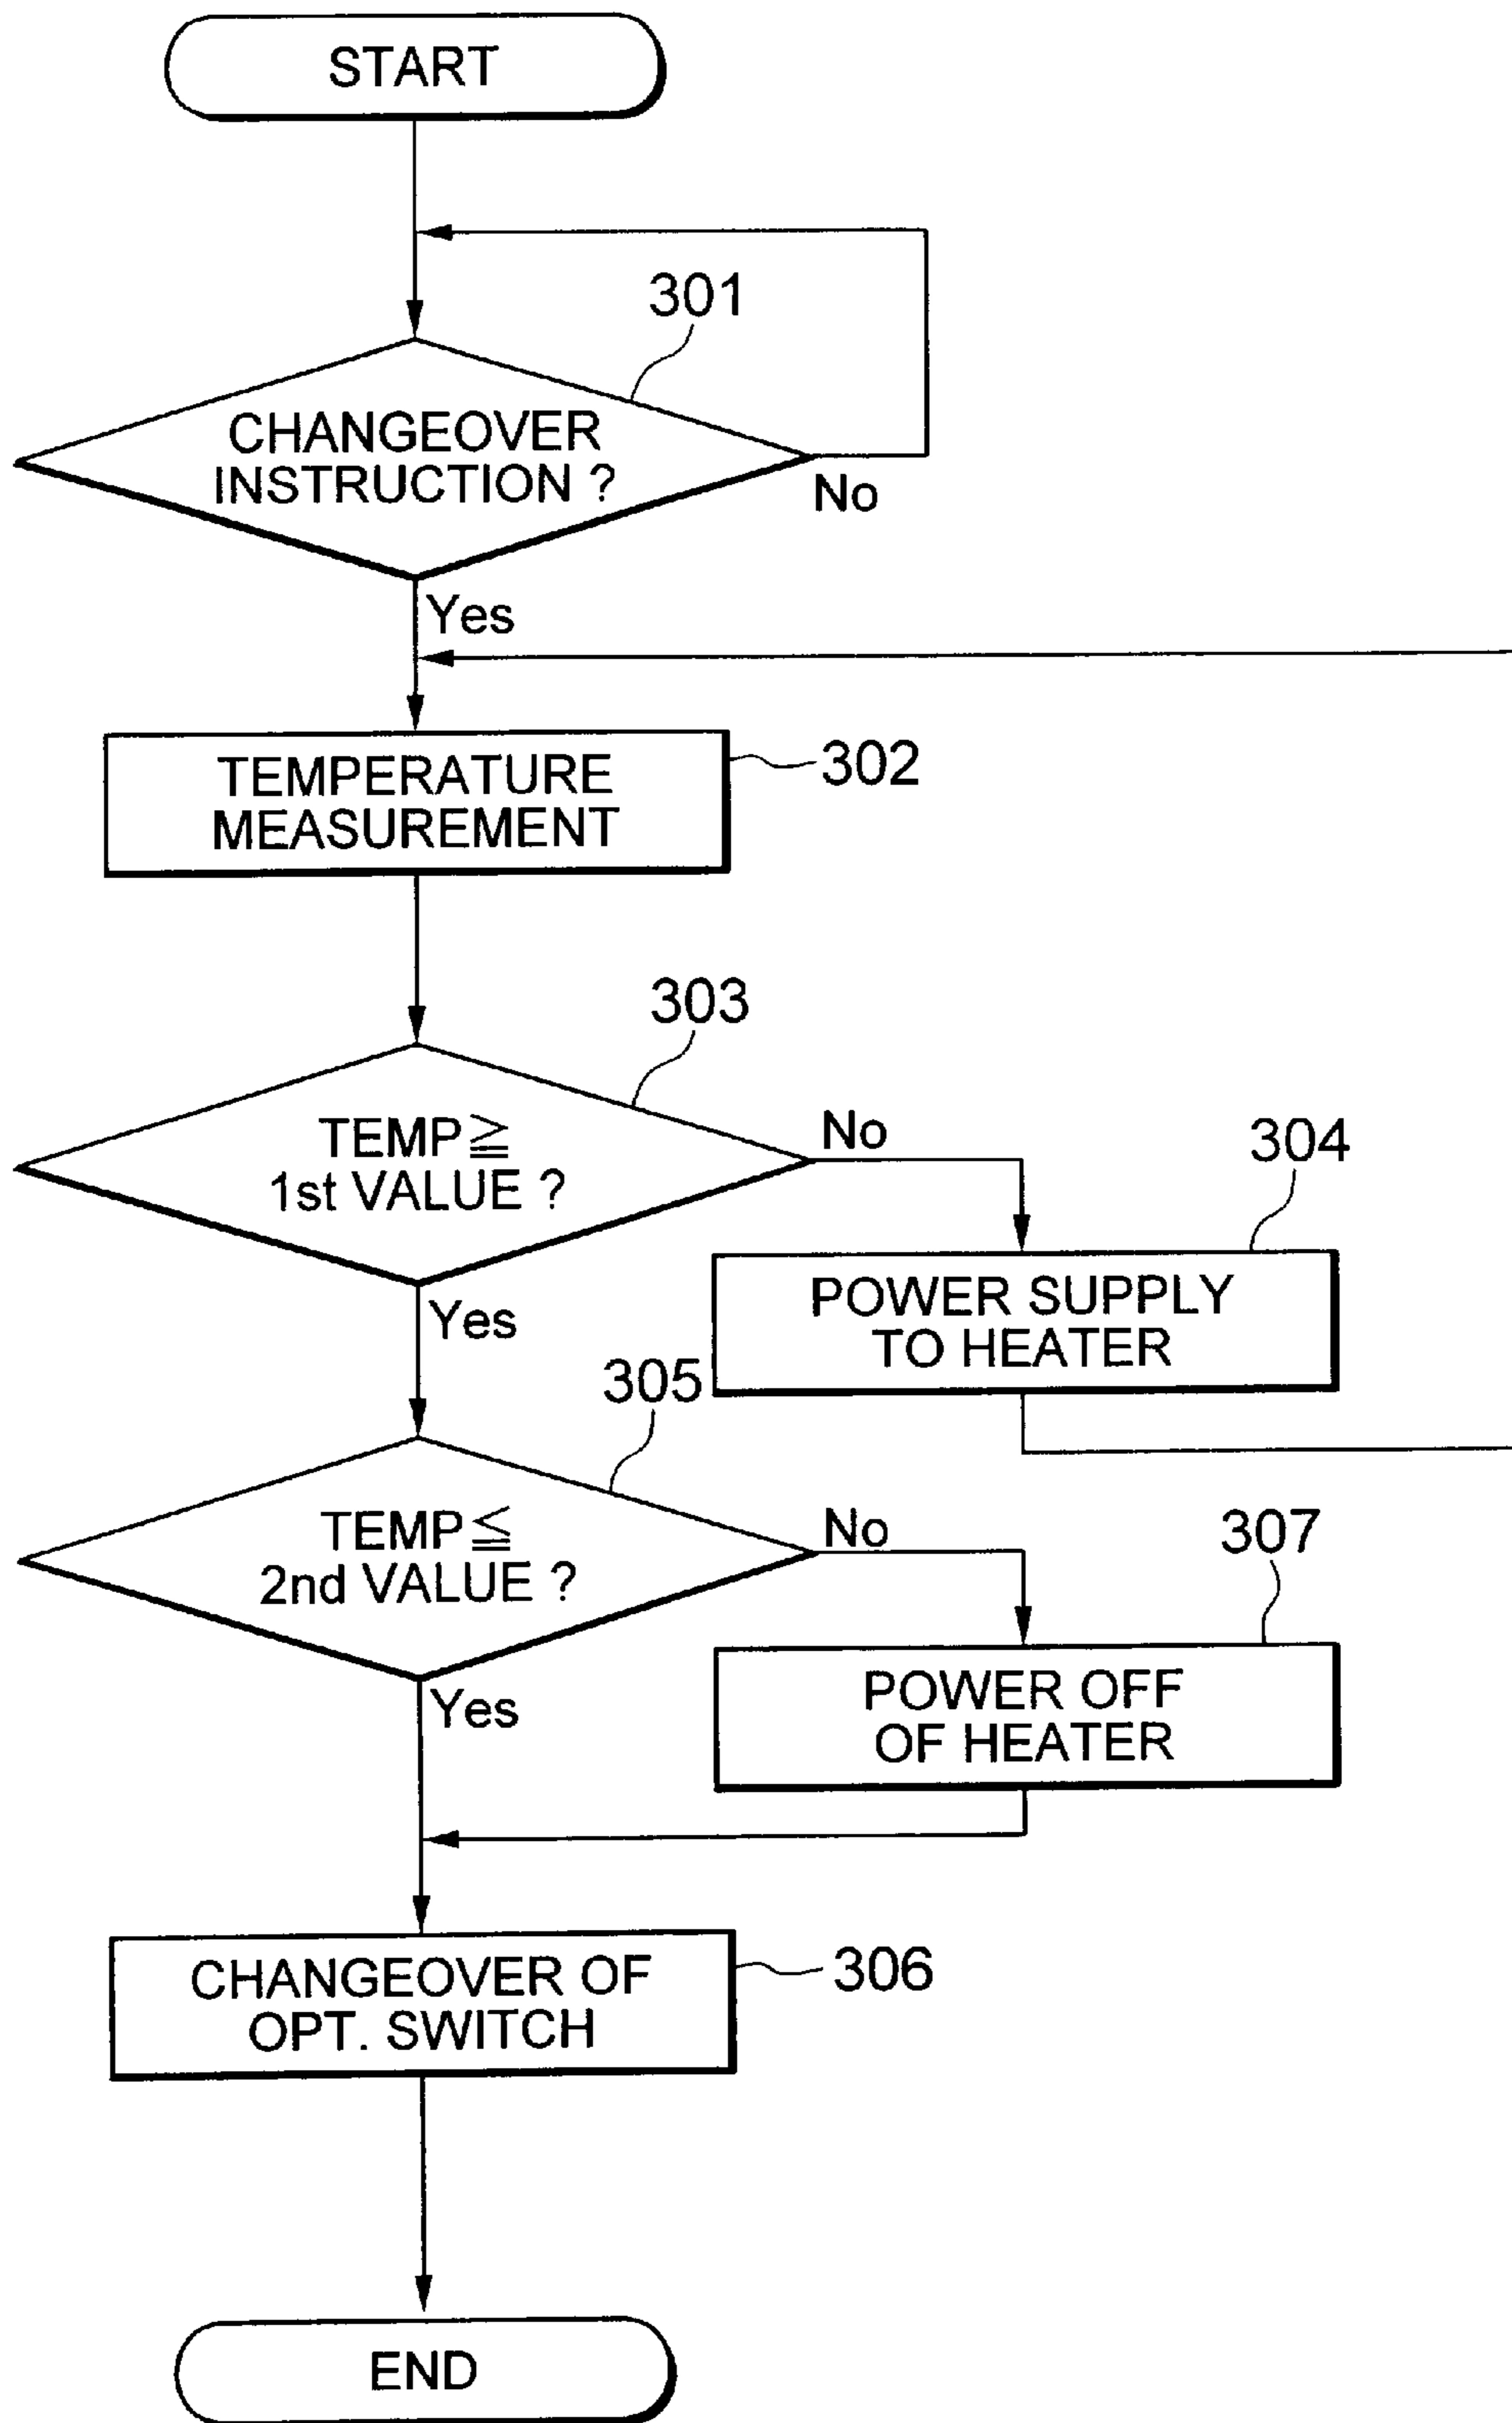 START
301
CHANGEOVER
INSTRUCTION ?
No
Yes
TEMPERATURE
MEASUREMENT
302
303
TEMP≧
1st VALUE ?
No
304
Yes
POWER SUPPLY
TO HEATER
305
TEMP≦
2nd VALUE ?
No
307
Yes
POWER OFF
OF HEATER
CHANGEOVER OF
OPT. SWITCH
306
END